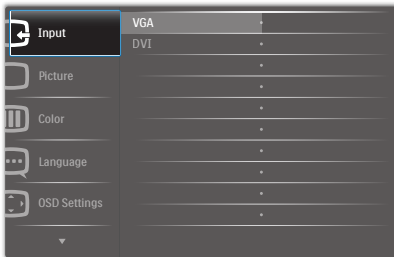 Input
VGA
DVI
Picture
Color
Language
OSD Settings